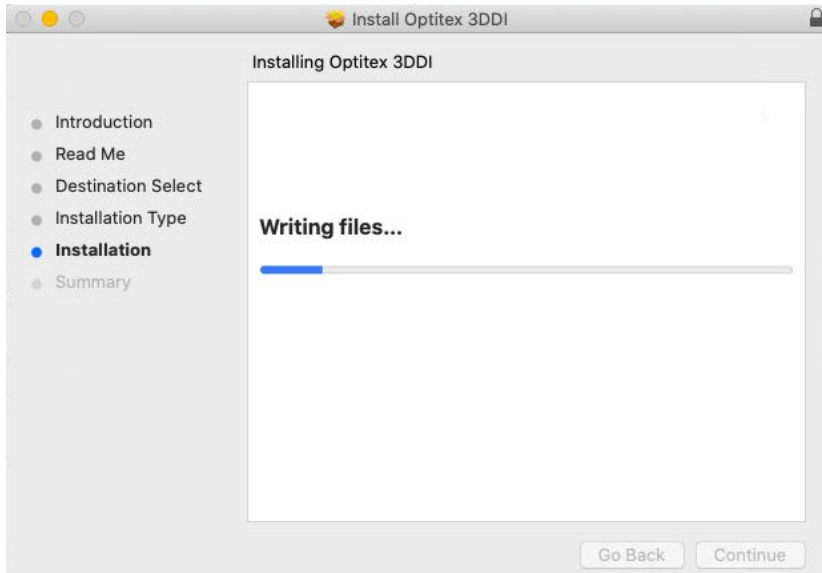 Install Optitex 3DDI
Installing Optitex 3DDI
Introduction
Read Me
Destination Select
Installation Type
Installation
Summary
Writing files...
Go Back
Continue